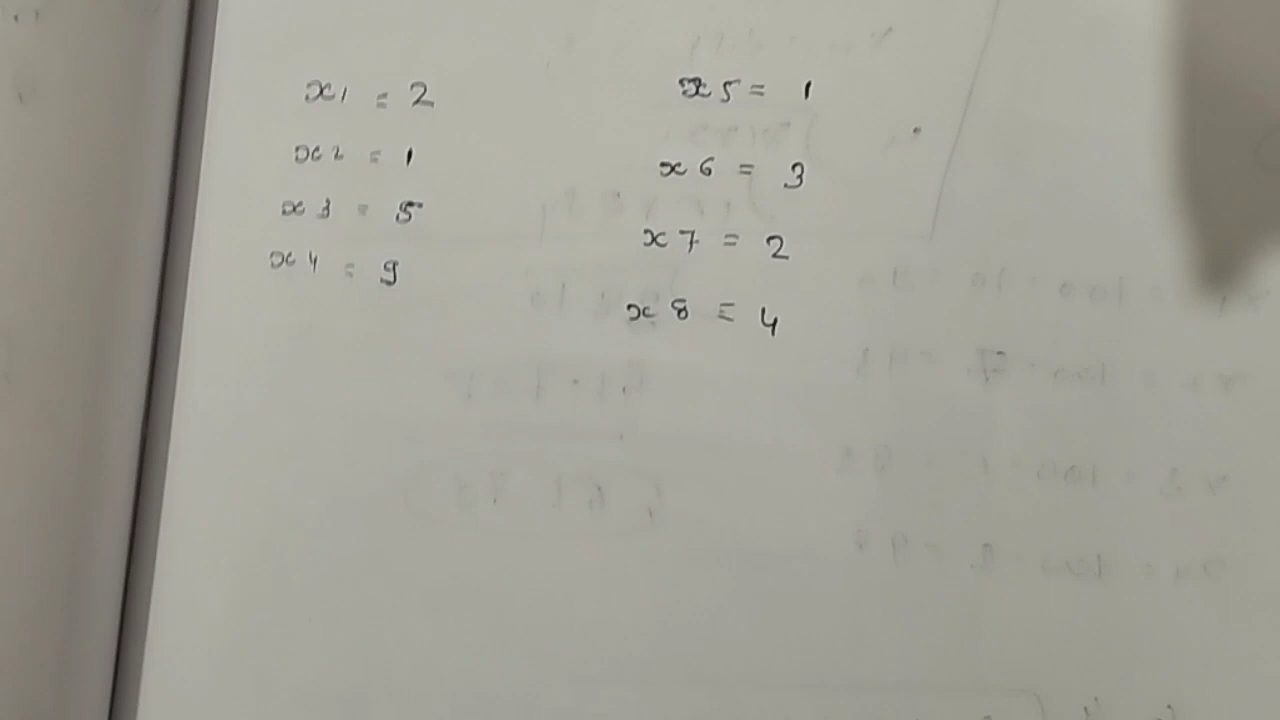 x1 = 2
x2 = 1
x3 = 5
x4 = 9
x5 = 1
x6 = 3
x7 = 2
x8 = 4